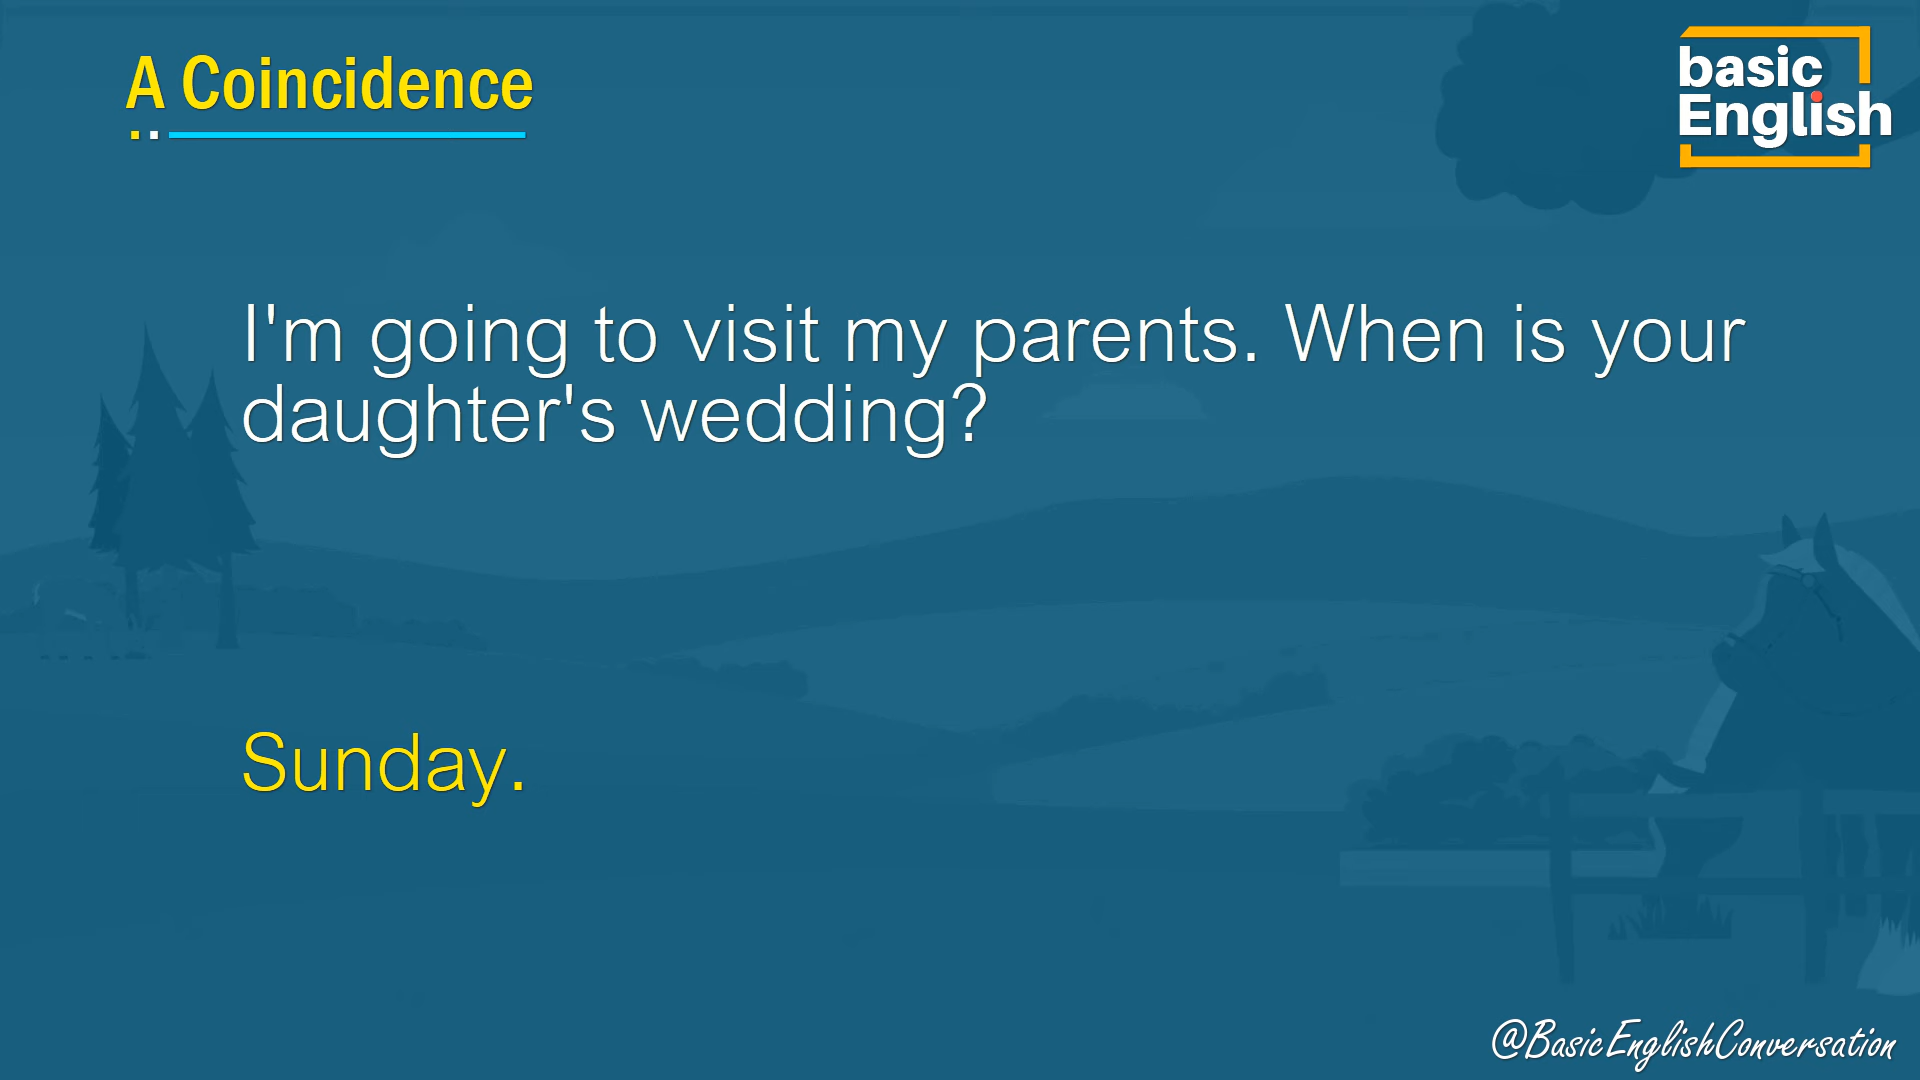 A Coincidence
basic
English
I'm going to visit my parents. When is your
daughter's wedding?
Sunday.
@BasicEnglishConversation